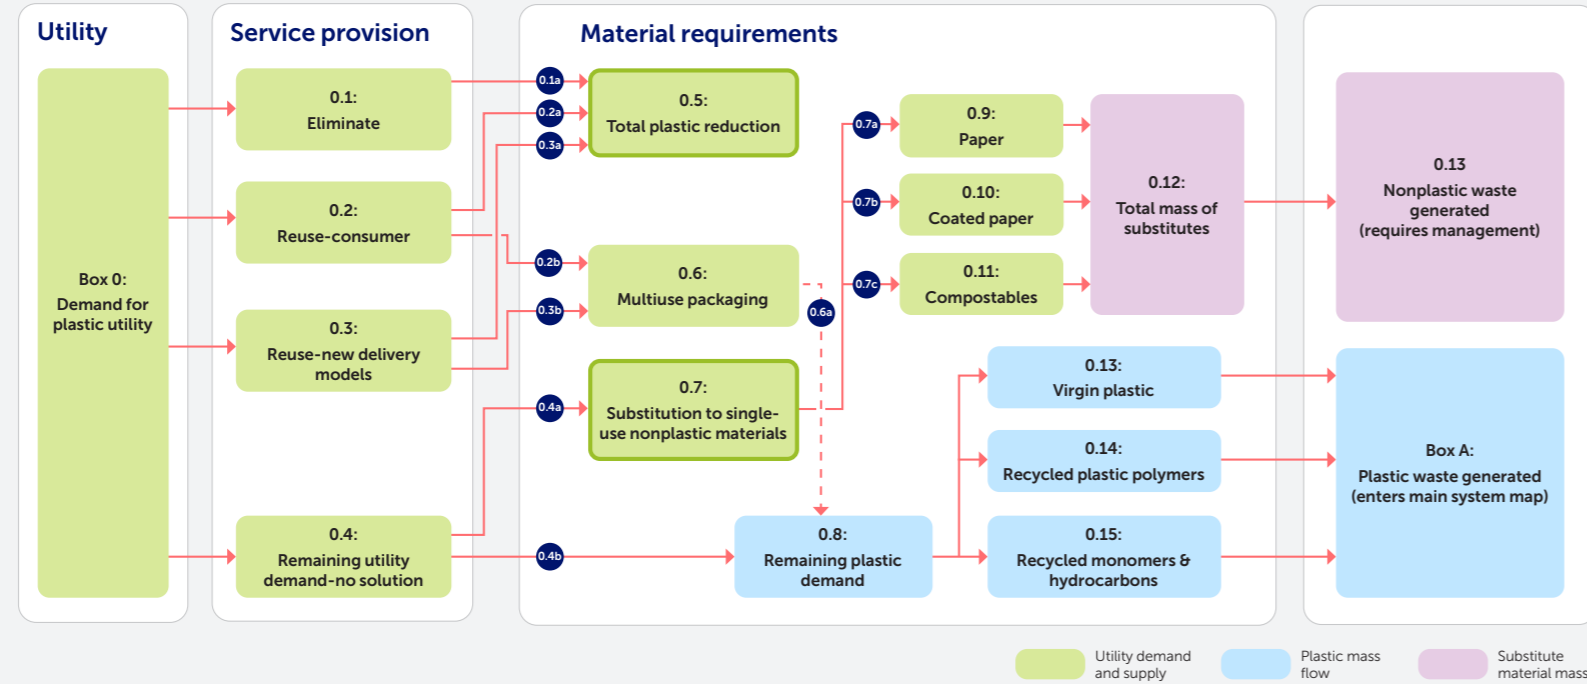 Utility
Service provision
Material requirements
Box 0:
Demand for
plastic utility
0.1:
Eliminate
0.2:
Reuse-consumer
0.3:
Reuse-new delivery
models
0.4:
Remaining utility
demand-no solution
0.1a
0.2a
0.3a
0.2b
0.3b
0.4a
0.4b
0.5:
Total plastic reduction
0.6:
Multiuse packaging
0.6a
0.7:
Substitution to single-
use nonplastic materials
0.8:
Remaining plastic
demand
0.7a
0.7b
0.7c
0.9:
Paper
0.10:
Coated paper
0.11:
Compostables
0.12:
Total mass of
substitutes
0.13:
Virgin plastic
0.14:
Recycled plastic polymers
0.15:
Recycled monomers &
hydrocarbons
0.13
Nonplastic waste
generated
(requires management)
Box A:
Plastic waste generated
(enters main system map)
Utility demand
and supply
Plastic mass
flow
Substitute
material mass